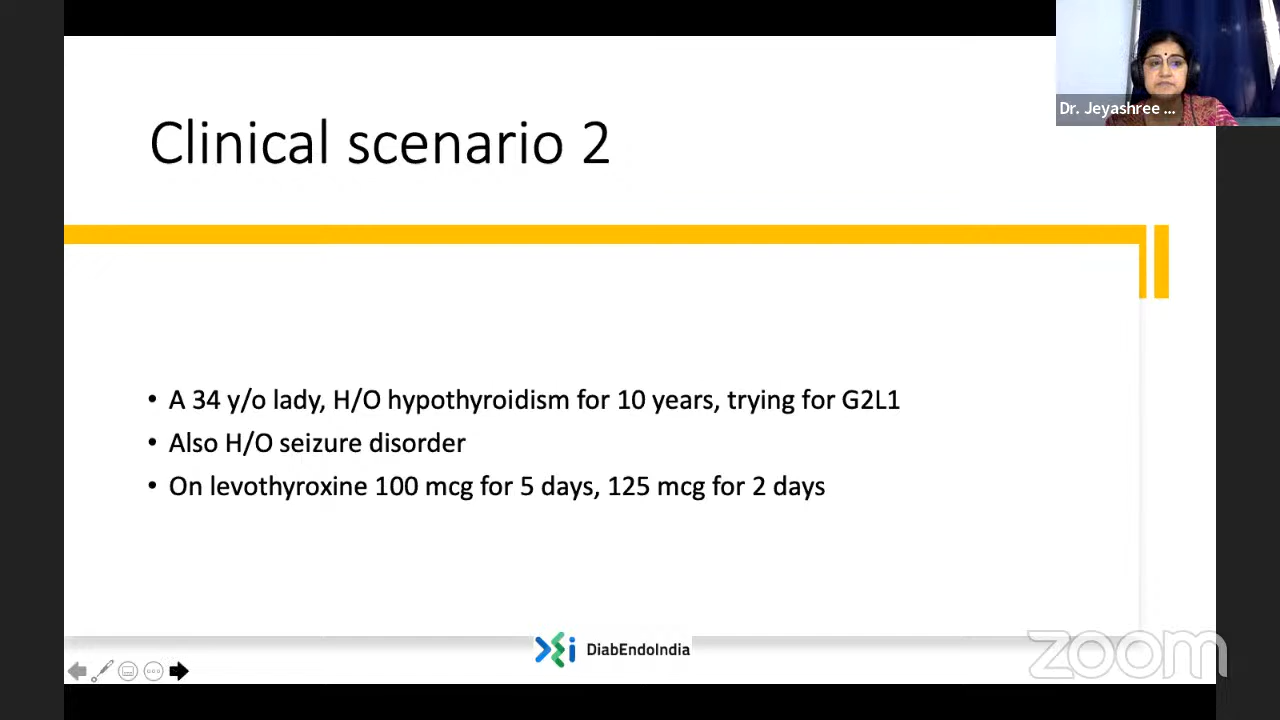 Dr. Jeyashree ...
Clinical scenario 2
• A 34 y/o lady, H/O hypothyroidism for 10 years, trying for G2L1
• Also H/O seizure disorder
• On levothyroxine 100 mcg for 5 days, 125 mcg for 2 days
DiabEndoIndia
zoom